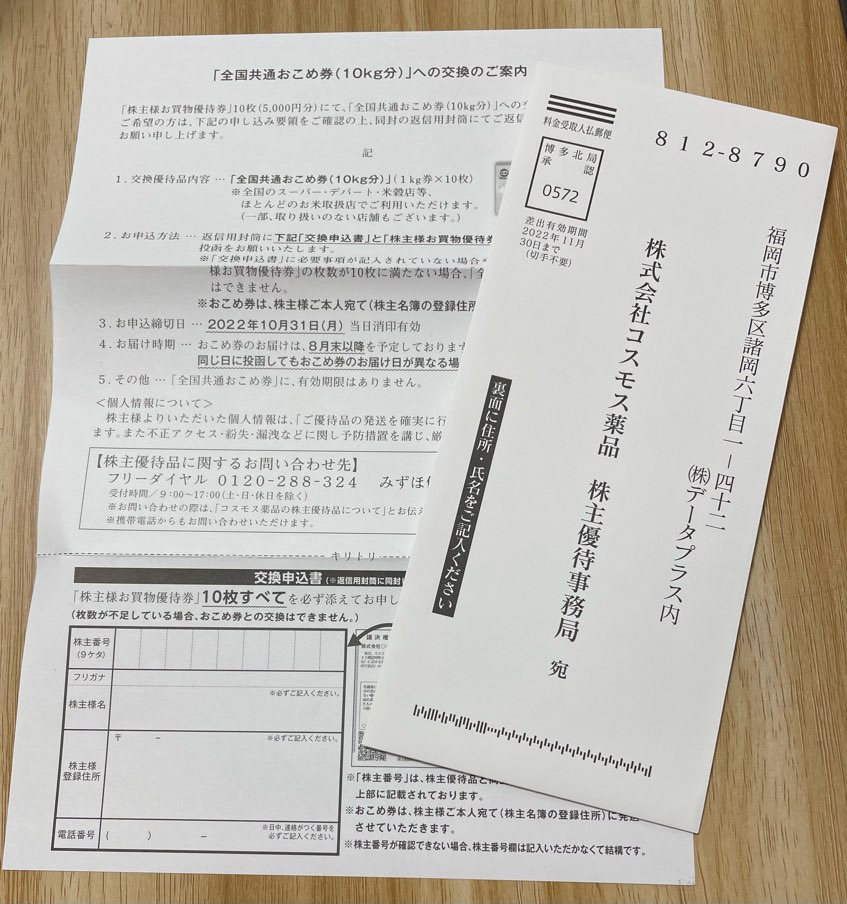 「全国共通おこめ券（10kg分）」への交換のご案内
「株主様お買物優待券」10枚（5,000円分）にて、「全国共通おこめ券（10kg分）」への交
ご希望の方は、下記の申し込み要領をご確認の上、同封の返信用封筒にてご返信
お願い申し上げます。
記
1．交換優待品内容 … 「全国共通おこめ券（10kg分）」（1kg券×10枚）
※全国のスーパー・デパート・米穀店等、
ほとんどのお米取扱店でご利用いただけます。
（一部、取り扱いのない店舗もございます。）
2．お申込方法 … 返信用封筒に下記「交換申込書」と「株主様お買物優待券
投函をお願いいたします。
※「交換申込書」に必要事項が記入されていない場合
様お買物優待券」の枚数が10枚に満たない場合、「全
はできません。
※おこめ券は、株主様ご本人宛て（株主名簿の登録住所
3．お申込締切日 … 2022年10月31日（月） 当日消印有効
4．お届け時期 … おこめ券のお届けは、8月末以降を予定しております
同じ日に投函してもおこめ券のお届け日が異なる場
5．その他 … 「全国共通おこめ券」に、有効期限はありません。
＜個人情報について＞
株主様よりいただいた個人情報は、「ご優待品の発送を確実に行
ます。また不正アクセス・紛失・漏洩などに関し予防措置を講じ、厳
【株主優待品に関するお問い合わせ先】
フリーダイヤル 0120-288-324 みずほ信
受付時間／9：00～17：00（土・日・休日を除く）
※お問い合わせの際は、「コスモス薬品の株主優待品について」とお伝え
※携帯電話からもお問い合わせいただけます。
キリトリ
交換申込書（※返信用封筒に同封
「株主様お買物優待券」10枚すべてを必ず添えてお申し
（枚数が不足している場合、おこめ券との交換はできません。）
株主番号
（9ケタ）
フリガナ
株主様名
※必ずご記入ください。
株主様
登録住所
〒 －
※必ずご記入ください。
電話番号
（ ） －
※日中、連絡がつく番号を
必ずご記入ください。
議決権
株式会社
※「株主番号」は、株主優待品と同
上部に記載されております。
※おこめ券は、株主様ご本人宛て（株主名簿の登録住所）に発送
させていただきます。
※株主番号が確認できない場合、株主番号欄は記入いただかなくて結構です。
料金受取人払郵便
博多北局
承認
0572
差出有効期間
2022年11月
30日まで
（切手不要）
812-8790
福岡市博多区諸岡六丁目一－四十二
㈱データプラス内
株式会社コスモス薬品 株主優待事務局 宛
裏面に住所・氏名をご記入ください